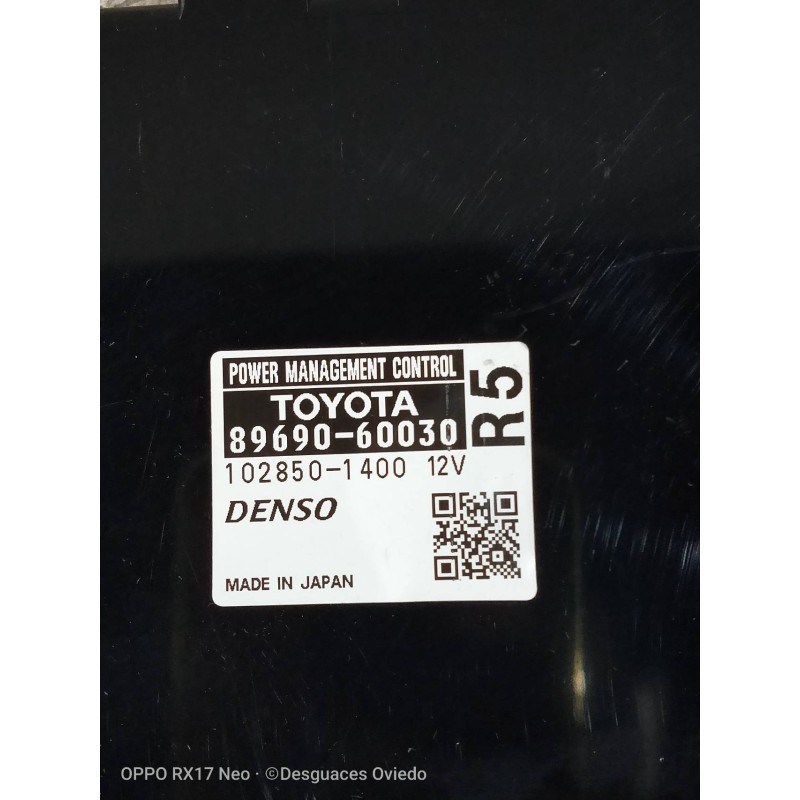 POWER MANAGEMENT CONTROL
TOYOTA
89690-60030
R5
102850-1400 12V
DENSO
MADE IN JAPAN
OPPO RX17 Neo · ©Desguaces Oviedo